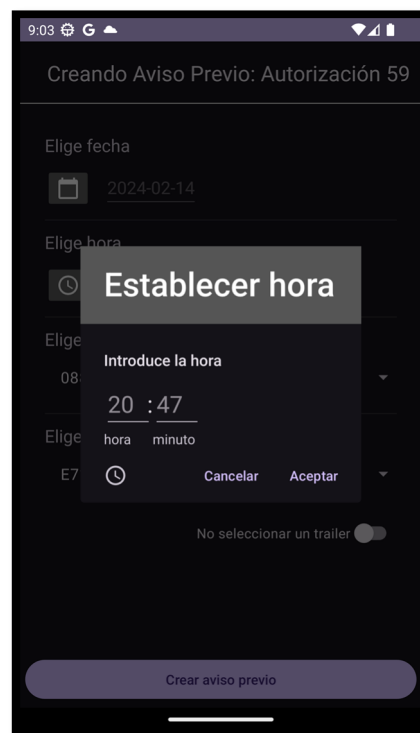 9:03 G
Creando Aviso Previo: Autorización 59
Elige fecha
2024-02-14
Elige hora
Establecer hora
Elige
Introduce la hora
08
20 : 47
Elige
hora minuto
E7
Cancelar Aceptar
No seleccionar un trailer
Crear aviso previo